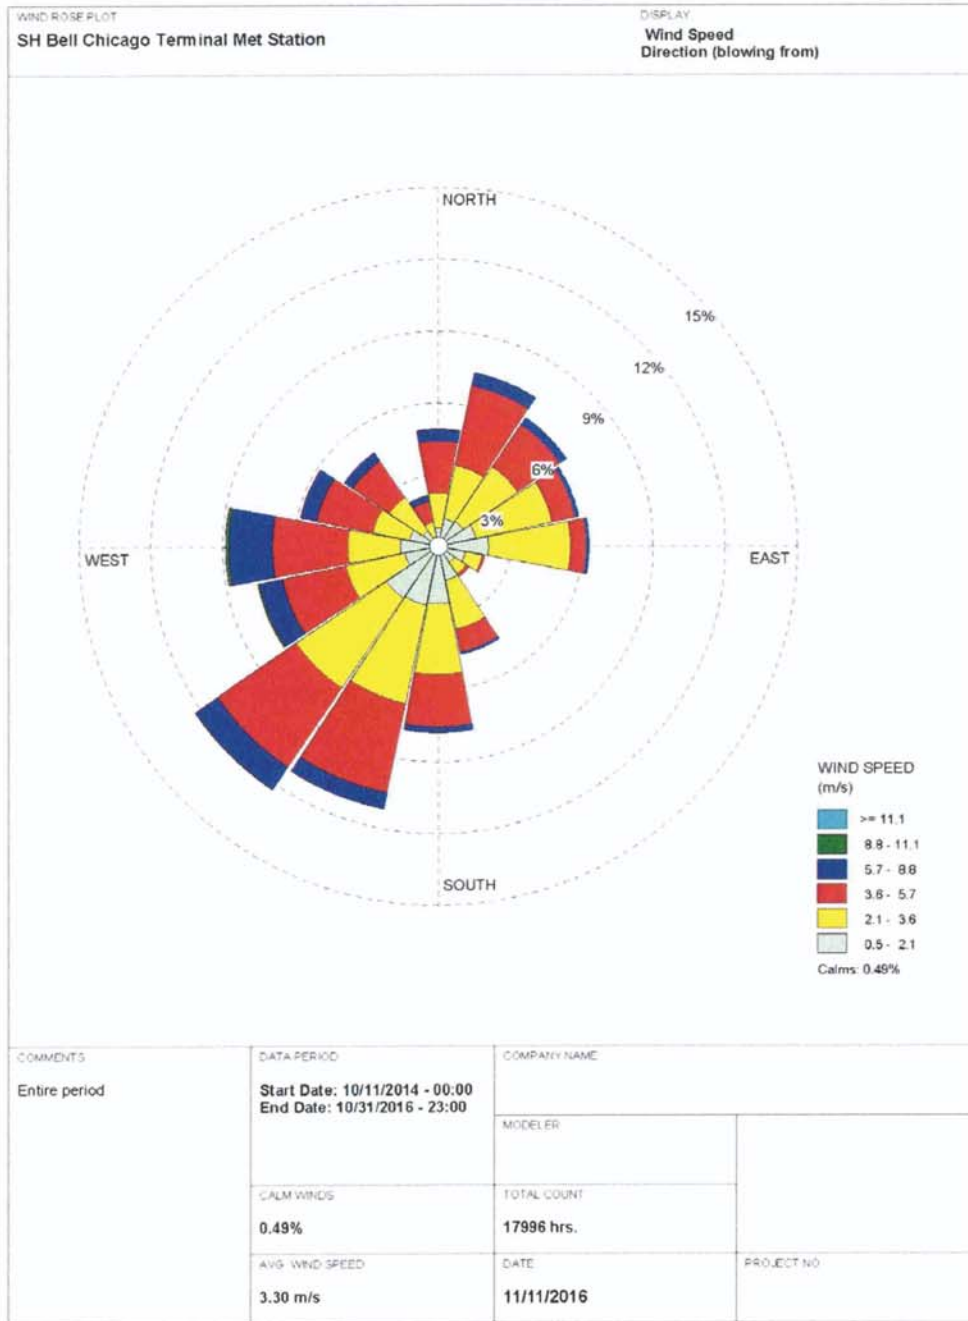 WIND ROSE PLOT
SH Bell Chicago Terminal Met Station
DISPLAY
Wind Speed
Direction (blowing from)
NORTH
15%
12%
9%
6%
3%
WEST
EAST
SOUTH
WIND SPEED
(m/s)
>= 11.1
8.8 - 11.1
5.7 - 8.8
3.6 - 5.7
2.1 - 3.6
0.5 - 2.1
Calms: 0.49%
COMMENTS
Entire period
DATA PERIOD
Start Date: 10/11/2014 - 00:00
End Date: 10/31/2016 - 23:00
COMPANY NAME
MODELER
CALM WINDS
0.49%
TOTAL COUNT
17996 hrs.
AVG. WIND SPEED
3.30 m/s
DATE
11/11/2016
PROJECT NO.